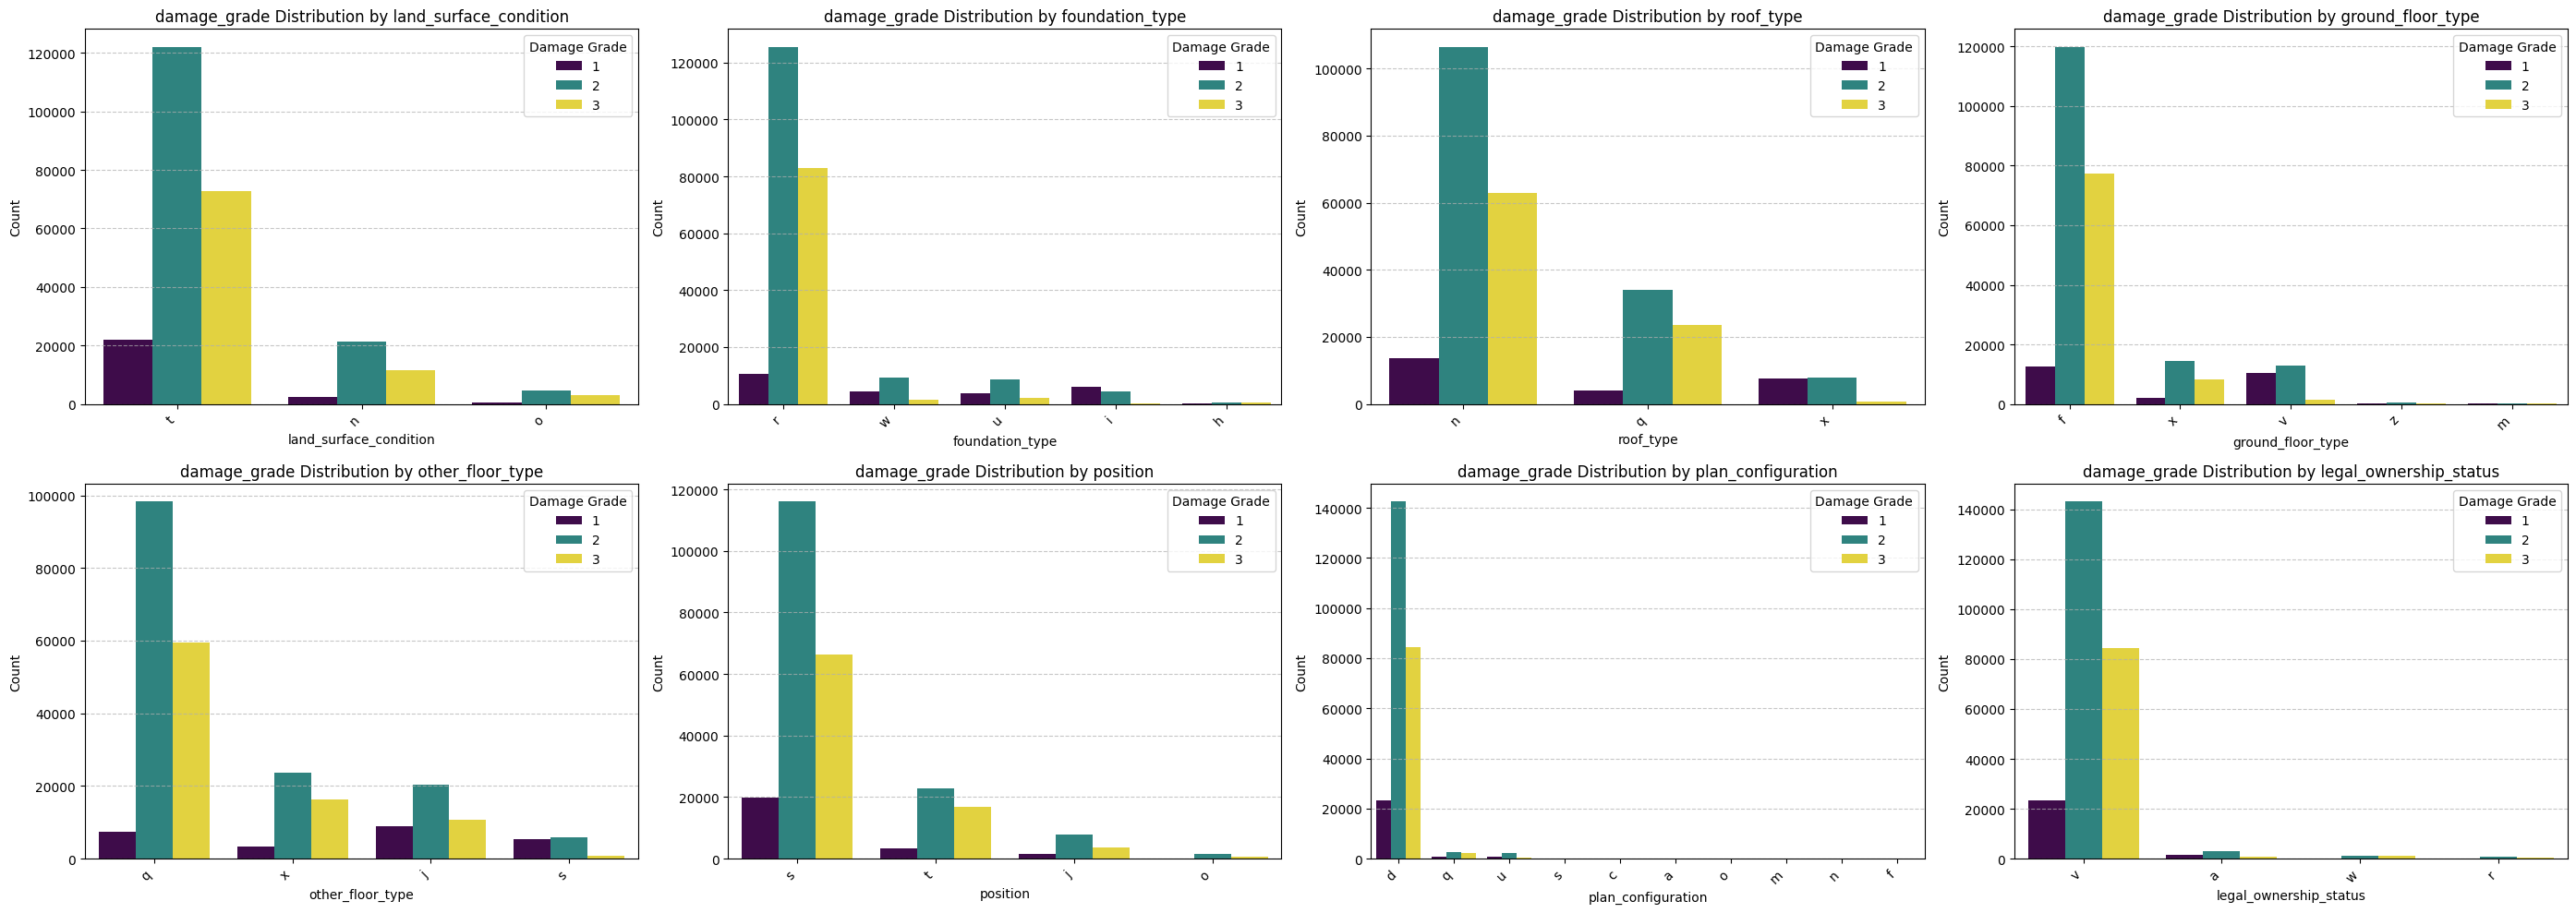 damage_grade Distribution by land_surface_condition
Damage Grade
1
2
3
120000
100000
80000
60000
40000
20000
0
Count
t
n
o
land_surface_condition
damage_grade Distribution by foundation_type
Damage Grade
1
2
3
120000
100000
80000
60000
40000
20000
0
Count
r
w
u
i
h
foundation_type
damage_grade Distribution by roof_type
Damage Grade
1
2
3
100000
80000
60000
40000
20000
0
Count
n
q
x
roof_type
damage_grade Distribution by ground_floor_type
Damage Grade
1
2
3
120000
100000
80000
60000
40000
20000
0
Count
f
x
v
z
m
ground_floor_type
damage_grade Distribution by other_floor_type
Damage Grade
1
2
3
100000
80000
60000
40000
20000
0
Count
q
x
j
s
other_floor_type
damage_grade Distribution by position
Damage Grade
1
2
3
120000
100000
80000
60000
40000
20000
0
Count
s
t
j
o
position
damage_grade Distribution by plan_configuration
Damage Grade
1
2
3
140000
120000
100000
80000
60000
40000
20000
0
Count
d
q
u
s
c
a
o
m
n
f
plan_configuration
damage_grade Distribution by legal_ownership_status
Damage Grade
1
2
3
140000
120000
100000
80000
60000
40000
20000
0
Count
v
a
w
r
legal_ownership_status